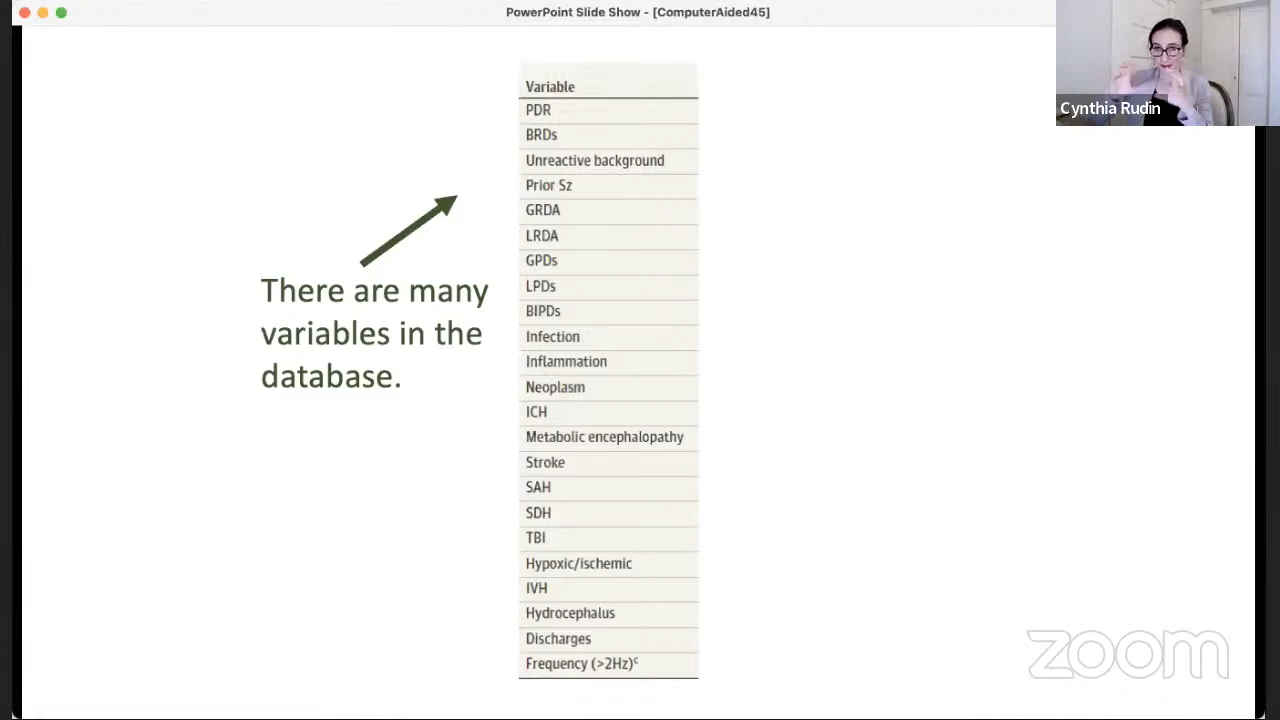 PowerPoint Slide Show - [ComputerAided45]
Cynthia Rudin
There are many
variables in the
database.
Variable
PDR
BRDs
Unreactive background
Prior Sz
GRDA
LRDA
GPDs
LPDs
BIPDs
Infection
Inflammation
Neoplasm
ICH
Metabolic encephalopathy
Stroke
SAH
SDH
TBI
Hypoxic/ischemic
IVH
Hydrocephalus
Discharges
Frequency (>2Hz)c
zoom